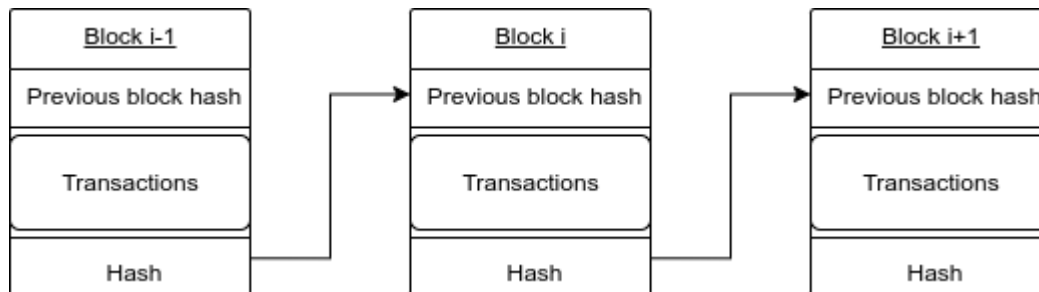 Block i-1
Previous block hash
Transactions
Hash
Block i
Previous block hash
Transactions
Hash
Block i+1
Previous block hash
Transactions
Hash